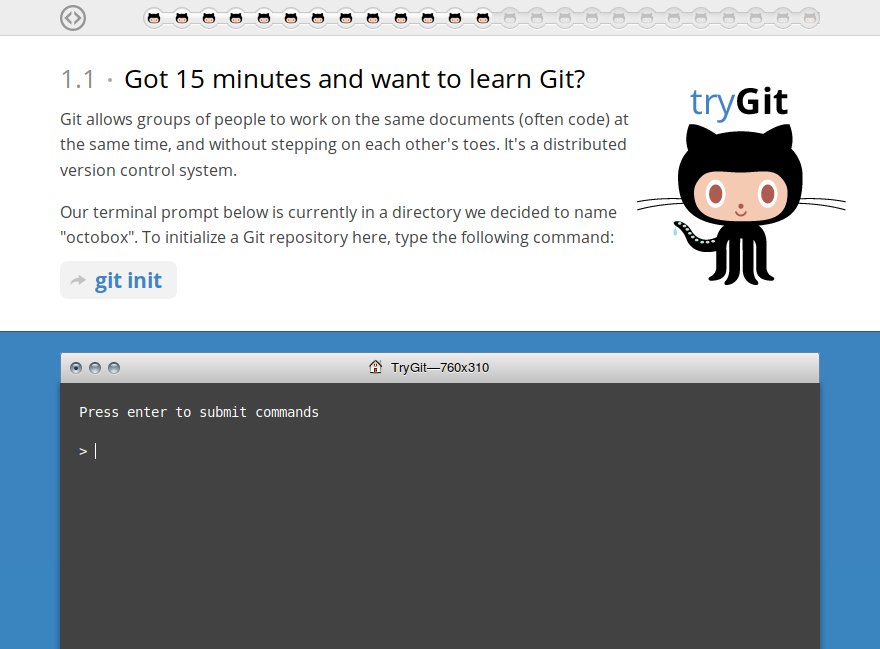 1.1 · Got 15 minutes and want to learn Git?
tryGit
Git allows groups of people to work on the same documents (often code) at
the same time, and without stepping on each other's toes. It's a distributed
version control system.
Our terminal prompt below is currently in a directory we decided to name
"octobox". To initialize a Git repository here, type the following command:
git init
TryGit—760x310
Press enter to submit commands
>